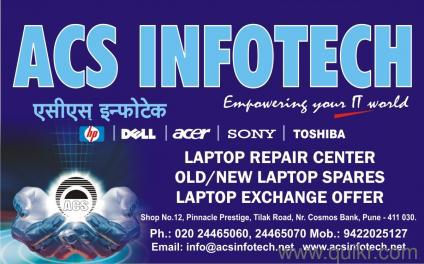 ACS INFOTECH
एसीएस इन्फोटेक
Empowering your IT world
hp | DELL | acer | SONY | TOSHIBA
LAPTOP REPAIR CENTER
OLD/NEW LAPTOP SPARES
LAPTOP EXCHANGE OFFER
ACS
Shop No.12, Pinnacle Prestige, Tilak Road, Nr. Cosmos Bank, Pune - 411 030.
Ph.: 020 24465060, 24465070 Mob.: 9422025127
Email: info@acsinfotech.net www.acsinfotech.net
www.quikr.com